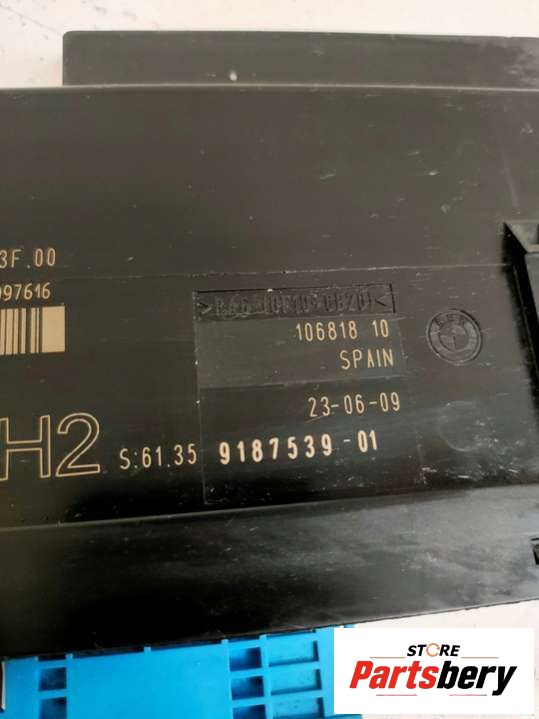 3F.00
097616
106818 10
SPAIN
23-06-09
H2 S:61.35 9187539-01
STORE
Partsbery